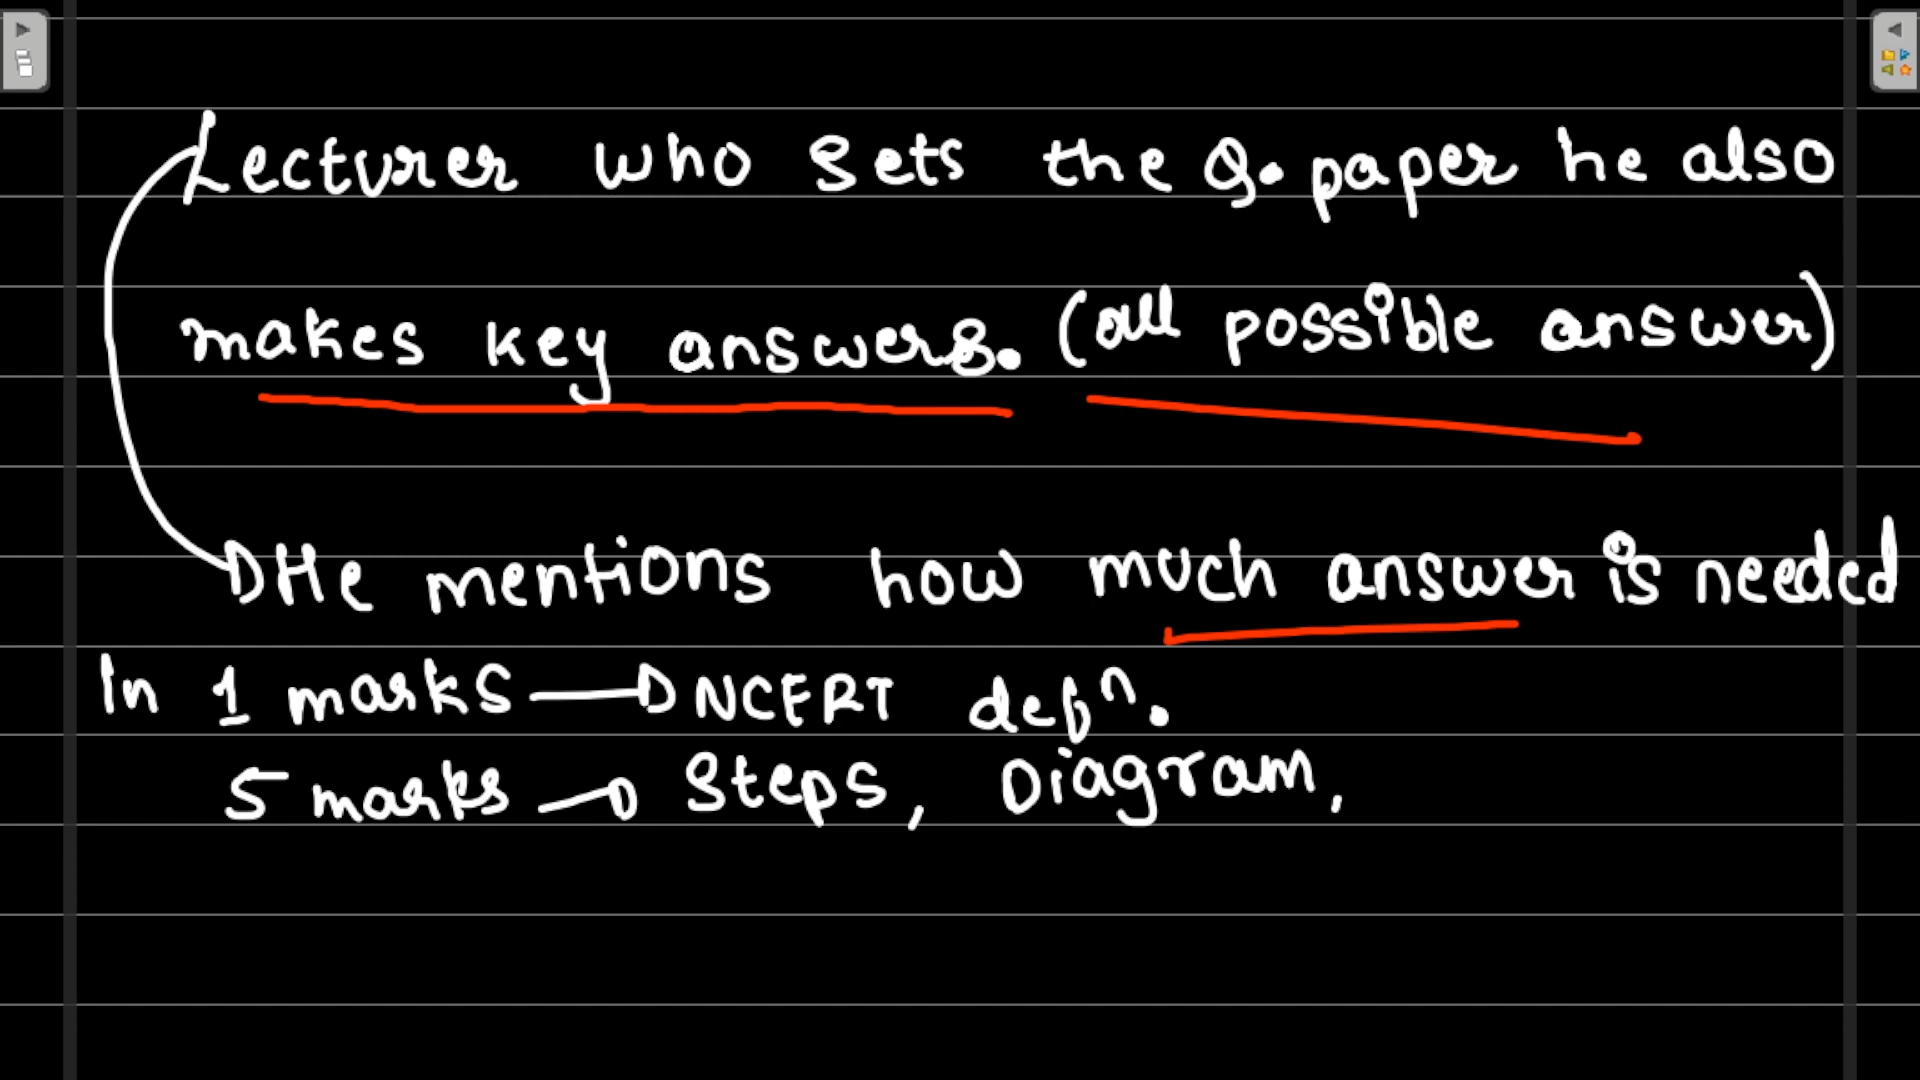 Lecturer who sets the Q. paper he also
makes key answers. (all possible answer)
→ He mentions how much answer is needed
In 1 marks → NCERT defn.
5 marks → Steps, Diagram,